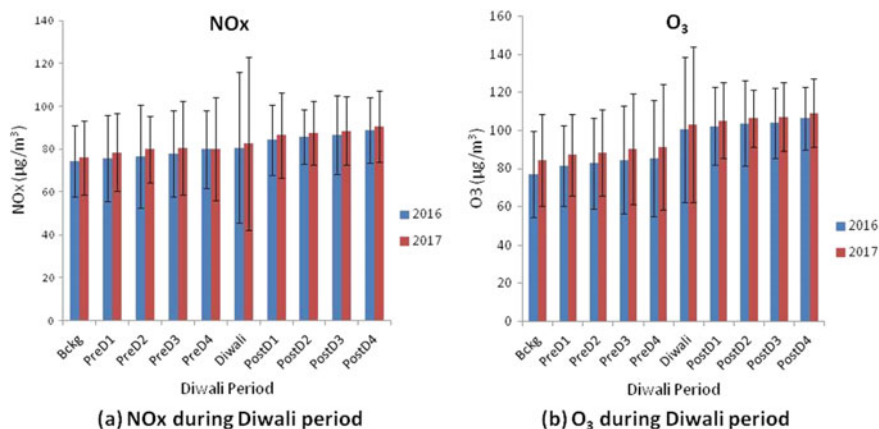 NOx
NOx (µg/m³)
140
120
100
80
60
40
20
0
Bckg
PreD1
PreD2
PreD3
PreD4
Diwali
PostD1
PostD2
PostD3
PostD4
Diwali Period
2016
2017
(a) NOx during Diwali period
O₃
O3 (µg/m³)
160
140
120
100
80
60
40
20
0
Bckg
PreD1
PreD2
PreD3
PreD4
Diwali
PostD1
PostD2
PostD3
PostD4
Diwali Period
2016
2017
(b) O₃ during Diwali period